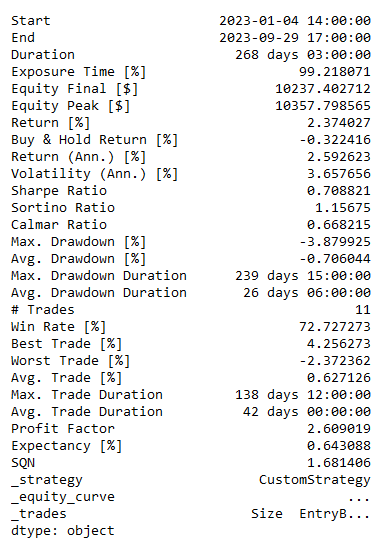 Start 2023-01-04 14:00:00
End 2023-09-29 17:00:00
Duration 268 days 03:00:00
Exposure Time [%] 99.218071
Equity Final [$] 10237.402712
Equity Peak [$] 10357.798565
Return [%] 2.374027
Buy & Hold Return [%] -0.322416
Return (Ann.) [%] 2.592623
Volatility (Ann.) [%] 3.657656
Sharpe Ratio 0.708821
Sortino Ratio 1.15675
Calmar Ratio 0.668215
Max. Drawdown [%] -3.879925
Avg. Drawdown [%] -0.706044
Max. Drawdown Duration 239 days 15:00:00
Avg. Drawdown Duration 26 days 06:00:00
# Trades 11
Win Rate [%] 72.727273
Best Trade [%] 4.256273
Worst Trade [%] -2.372362
Avg. Trade [%] 0.627126
Max. Trade Duration 138 days 12:00:00
Avg. Trade Duration 42 days 00:00:00
Profit Factor 2.609019
Expectancy [%] 0.643088
SQN 1.681406
_strategy CustomStrategy
_equity_curve ...
_trades Size EntryB...
dtype: object